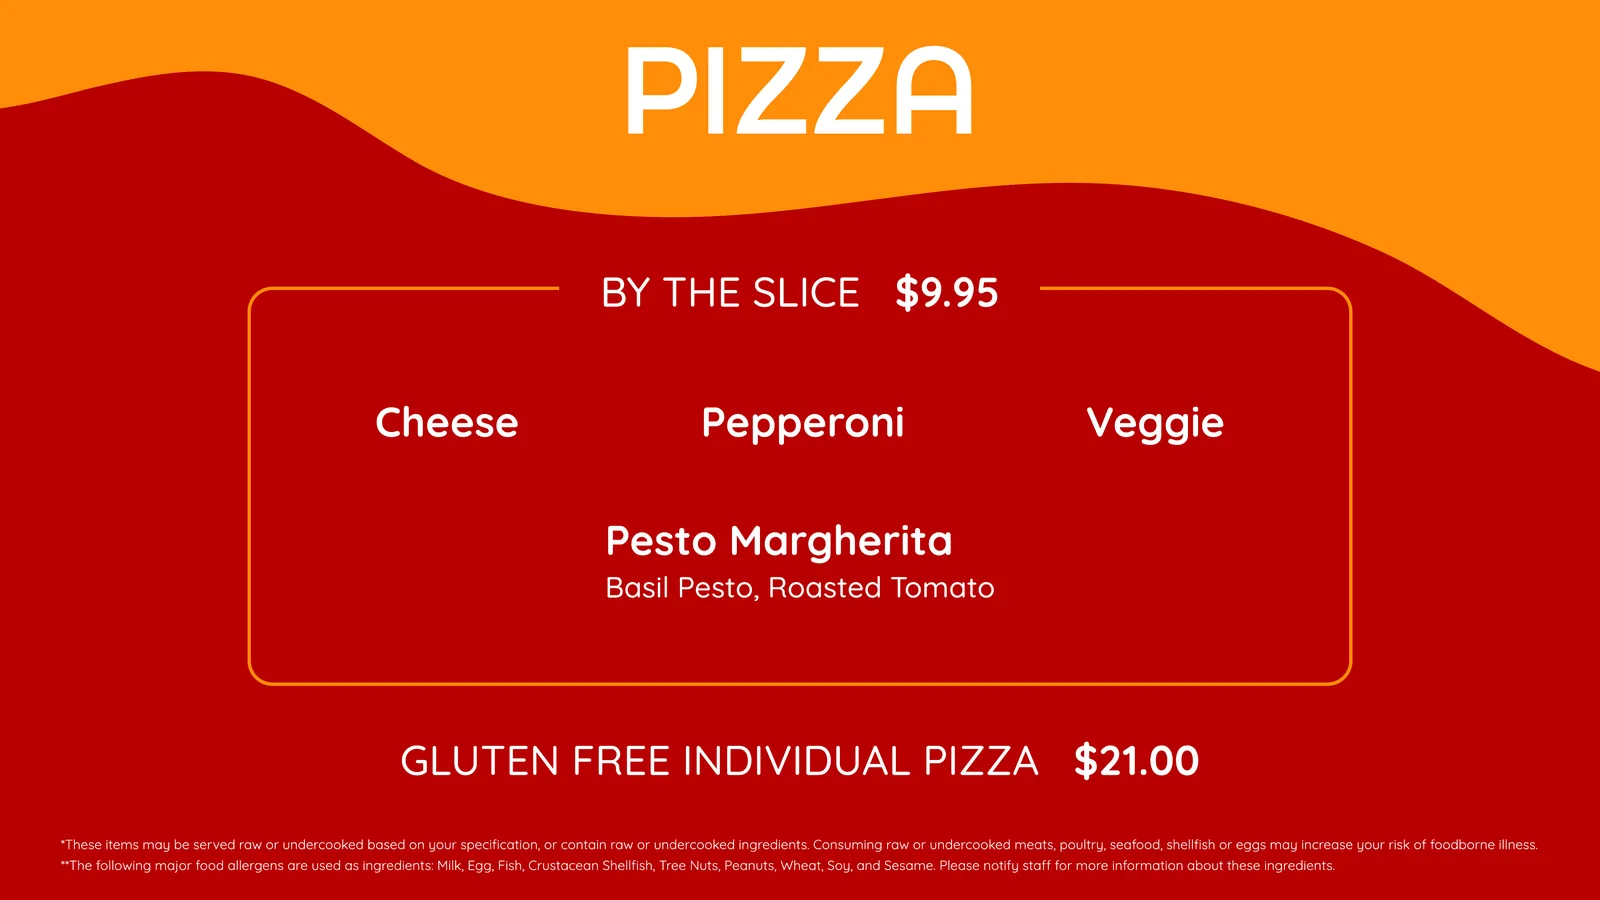 PIZZA
BY THE SLICE $9.95
Cheese Pepperoni Veggie
Pesto Margherita
Basil Pesto, Roasted Tomato
GLUTEN FREE INDIVIDUAL PIZZA $21.00
*These items may be served raw or undercooked based on your specification, or contain raw or undercooked ingredients. Consuming raw or undercooked meats, poultry, seafood, shellfish or eggs may increase your risk of foodborne illness.
**The following major food allergens are used as ingredients: Milk, Egg, Fish, Crustacean Shellfish, Tree Nuts, Peanuts, Wheat, Soy, and Sesame. Please notify staff for more information about these ingredients.